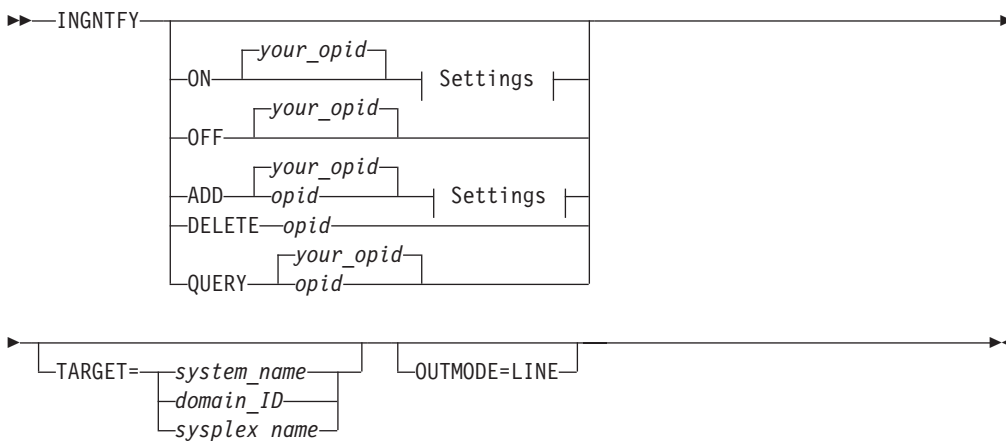 INGNTFY
your_opid
ON Settings
your_opid
OFF
your_opid
ADD opid Settings
DELETE opid
your_opid
QUERY opid
TARGET= system_name OUTMODE=LINE
domain_ID
sysplex name